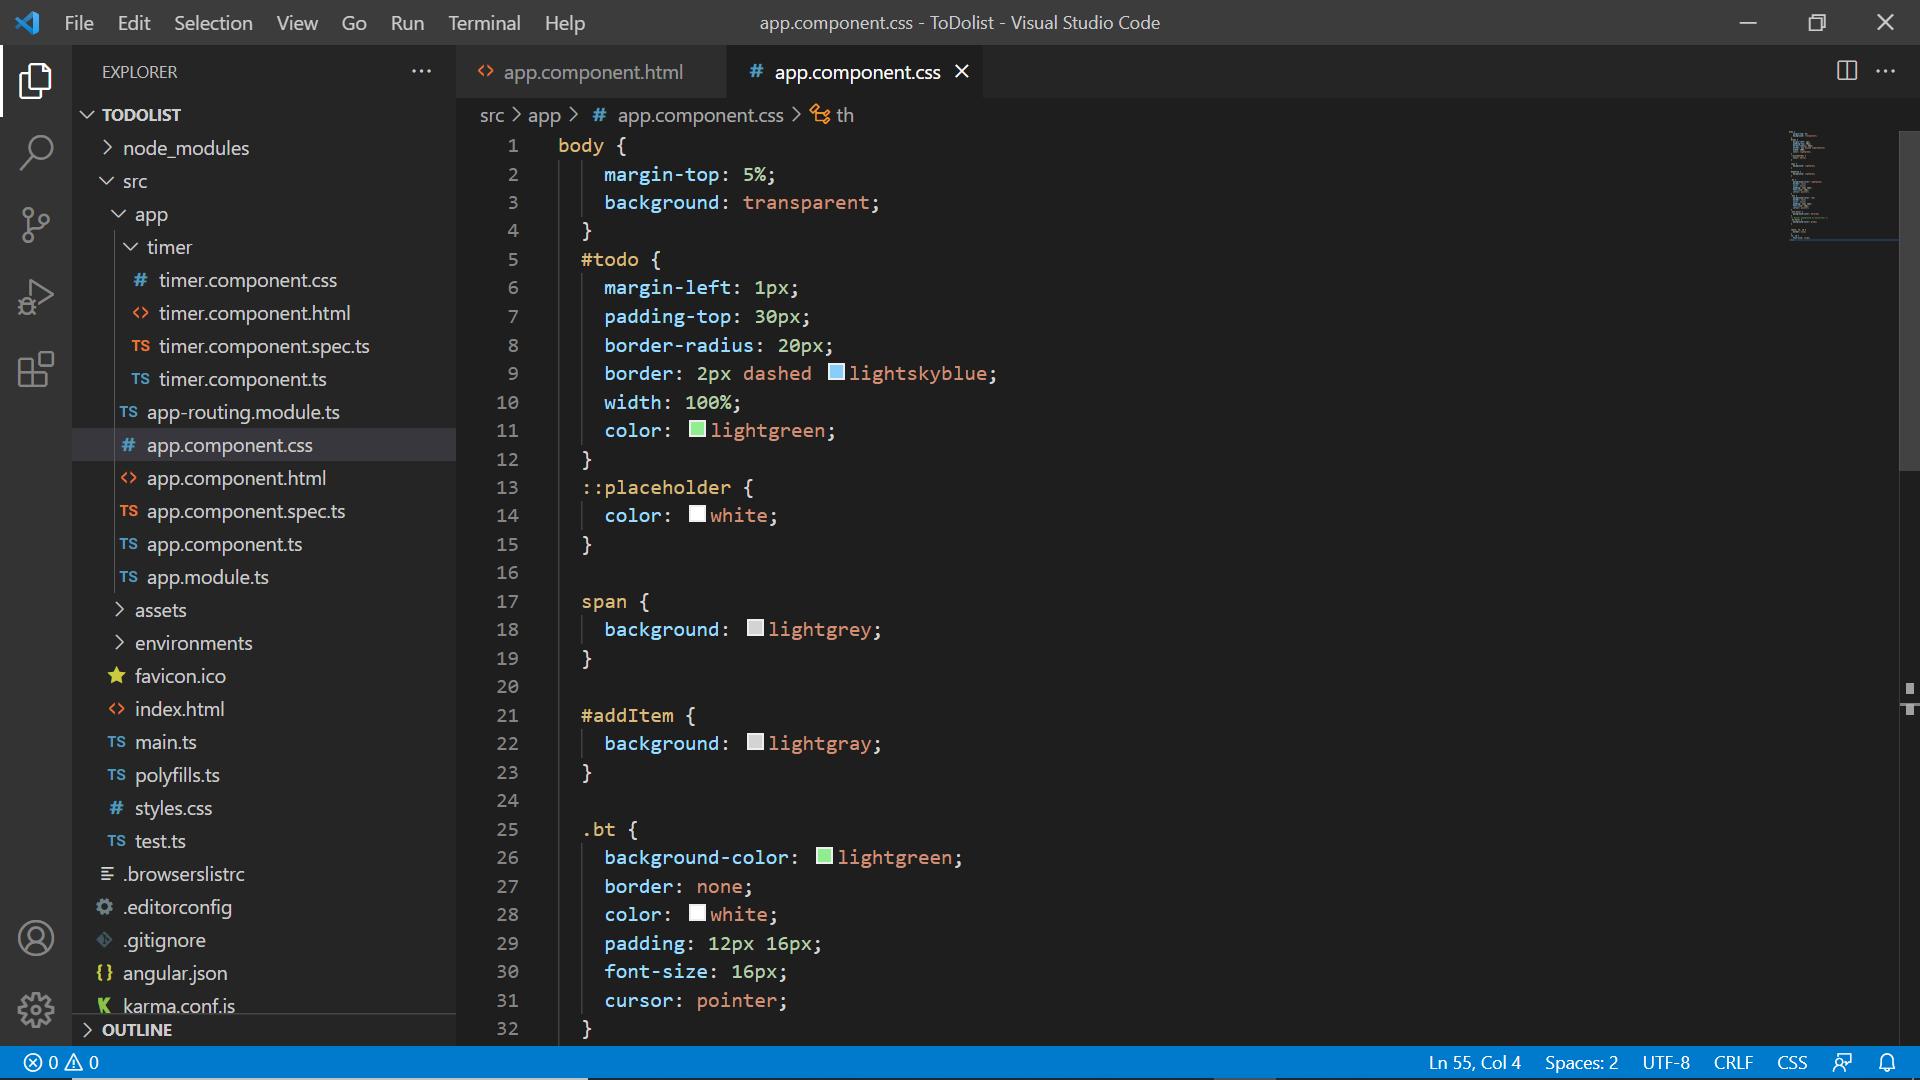 File Edit Selection View Go Run Terminal Help
app.component.css - ToDolist - Visual Studio Code
EXPLORER
TODOLIST
node_modules
src
app
timer
# timer.component.css
<> timer.component.html
TS timer.component.spec.ts
TS timer.component.ts
TS app-routing.module.ts
# app.component.css
<> app.component.html
TS app.component.spec.ts
TS app.component.ts
TS app.module.ts
assets
environments
favicon.ico
<> index.html
TS main.ts
TS polyfills.ts
# styles.css
TS test.ts
.browserslistrc
.editorconfig
.gitignore
{} angular.json
karma.conf.js
OUTLINE
<> app.component.html
# app.component.css
src > app > # app.component.css > th
1 body {
2 margin-top: 5%;
3 background: transparent;
4 }
5 #todo {
6 margin-left: 1px;
7 padding-top: 30px;
8 border-radius: 20px;
9 border: 2px dashed lightskyblue;
10 width: 100%;
11 color: lightgreen;
12 }
13 ::placeholder {
14 color: white;
15 }
16
17 span {
18 background: lightgrey;
19 }
20
21 #addItem {
22 background: lightgray;
23 }
24
25 .bt {
26 background-color: lightgreen;
27 border: none;
28 color: white;
29 padding: 12px 16px;
30 font-size: 16px;
31 cursor: pointer;
32 }
0 0
Ln 55, Col 4 Spaces: 2 UTF-8 CRLF CSS